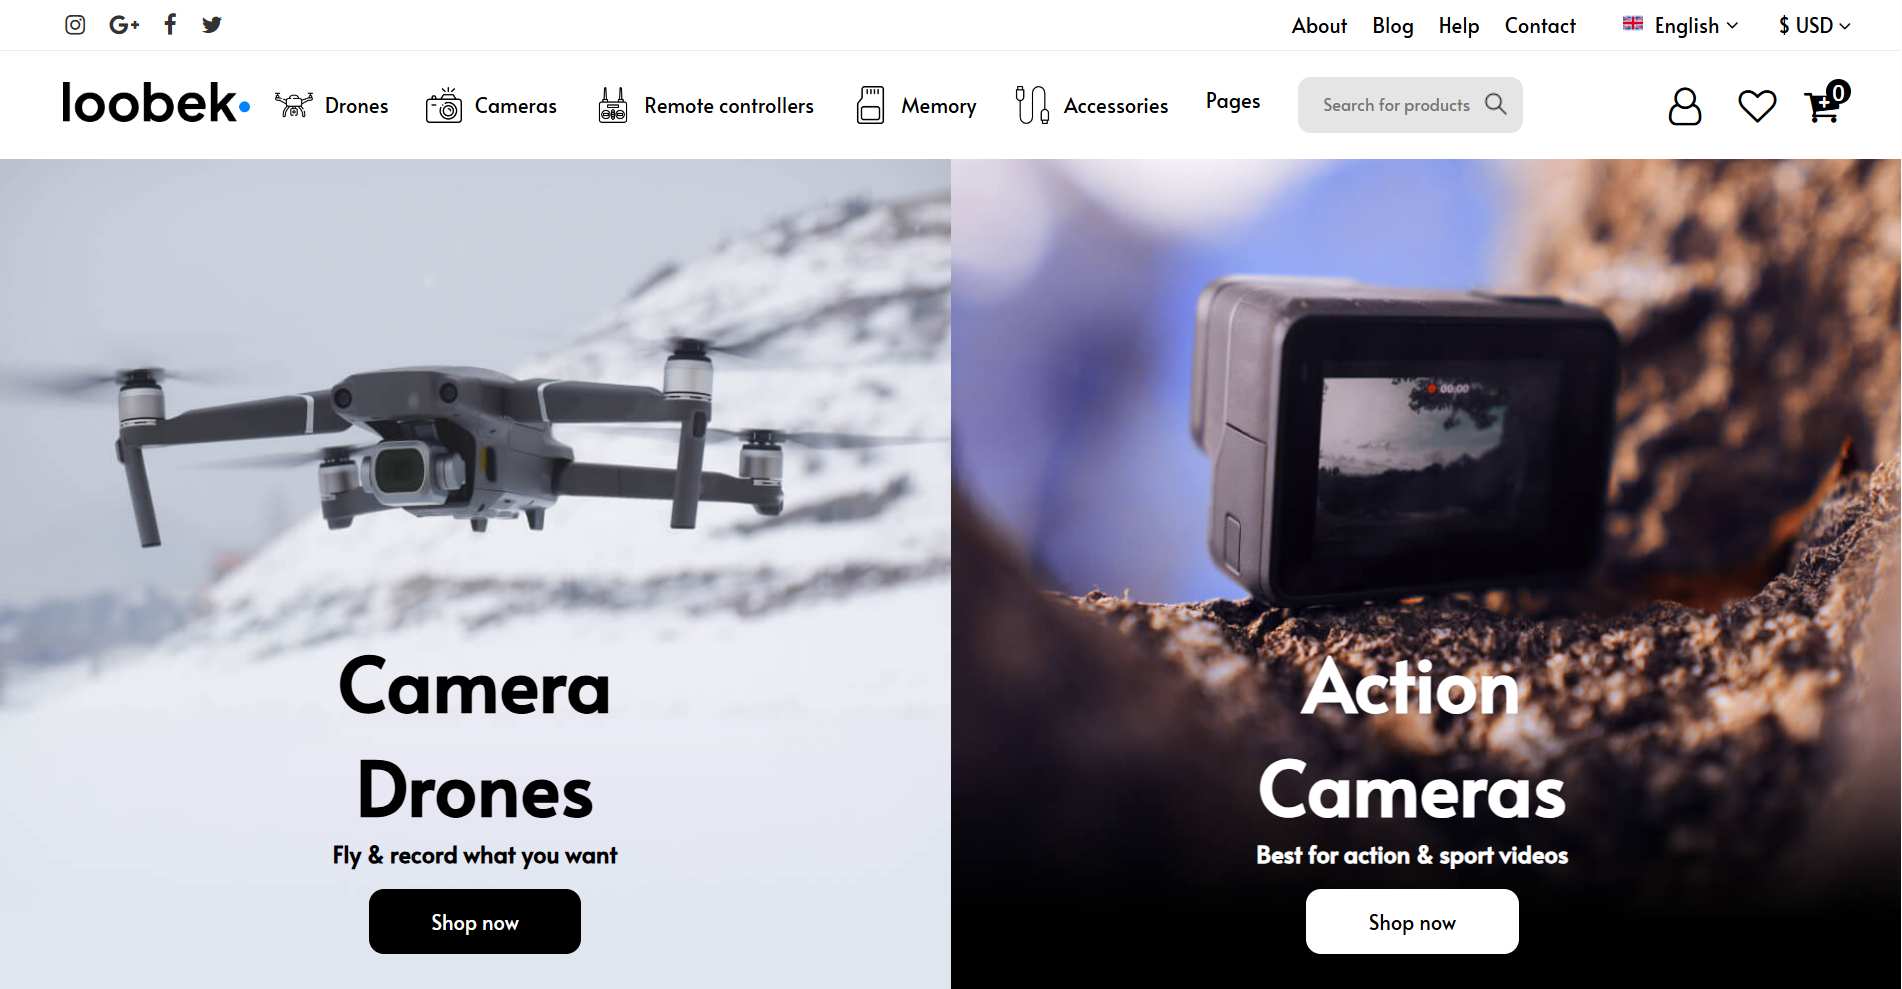 About Blog Help Contact English $ USD
loobek Drones Cameras Remote controllers Memory Accessories Pages Search for products 0
00:00
Camera
Drones
Fly & record what you want
Shop now
Action
Cameras
Best for action & sport videos
Shop now